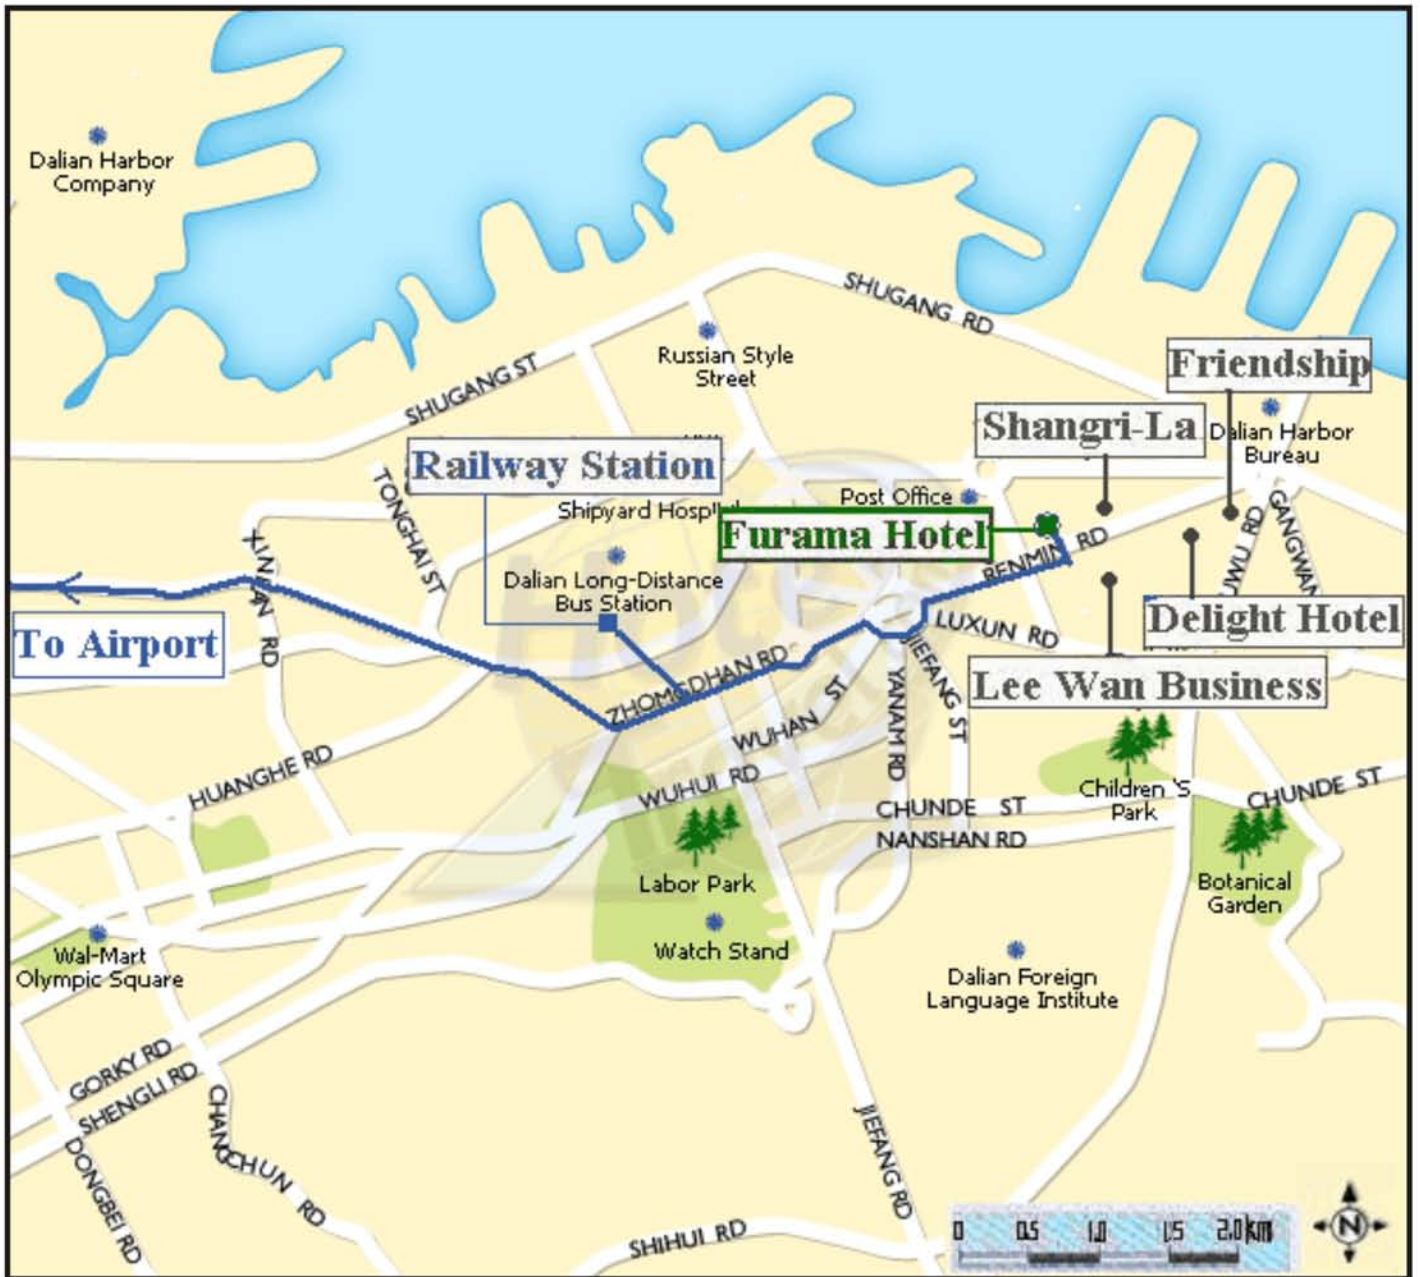 Dalian Harbor
Company
SHUGANG RD
Russian Style
Street
Friendship
SHUGANG ST
Shangri-La
Dalian Harbor
Bureau
Railway Station
Post Office
TONGHAI ST
Shipyard
Furama Hotel
GANGWAN
XINJIAN RD
Dalian Long-Distance
Bus Station
RENMIN RD
To Airport
LUXUN RD
Delight Hotel
JIEFANG ST
ZHOMGDHAN RD
Lee Wan Business
YANAM RD
WUHAN ST
HUANGHE RD
WUHUI RD
Children 'S
Park
CHUNDE ST
CHUNDE ST
NANSHAN RD
Labor Park
Botanical
Garden
Watch Stand
Wal-Mart
Olympic Square
Dalian Foreign
Language Institute
GORKY RD
SHENGLI RD
CHANGCHUN RD
DONGBEI RD
JIEFANG RD
SHIHUI RD
0 0.5 1.0 1.5 2.0km
N